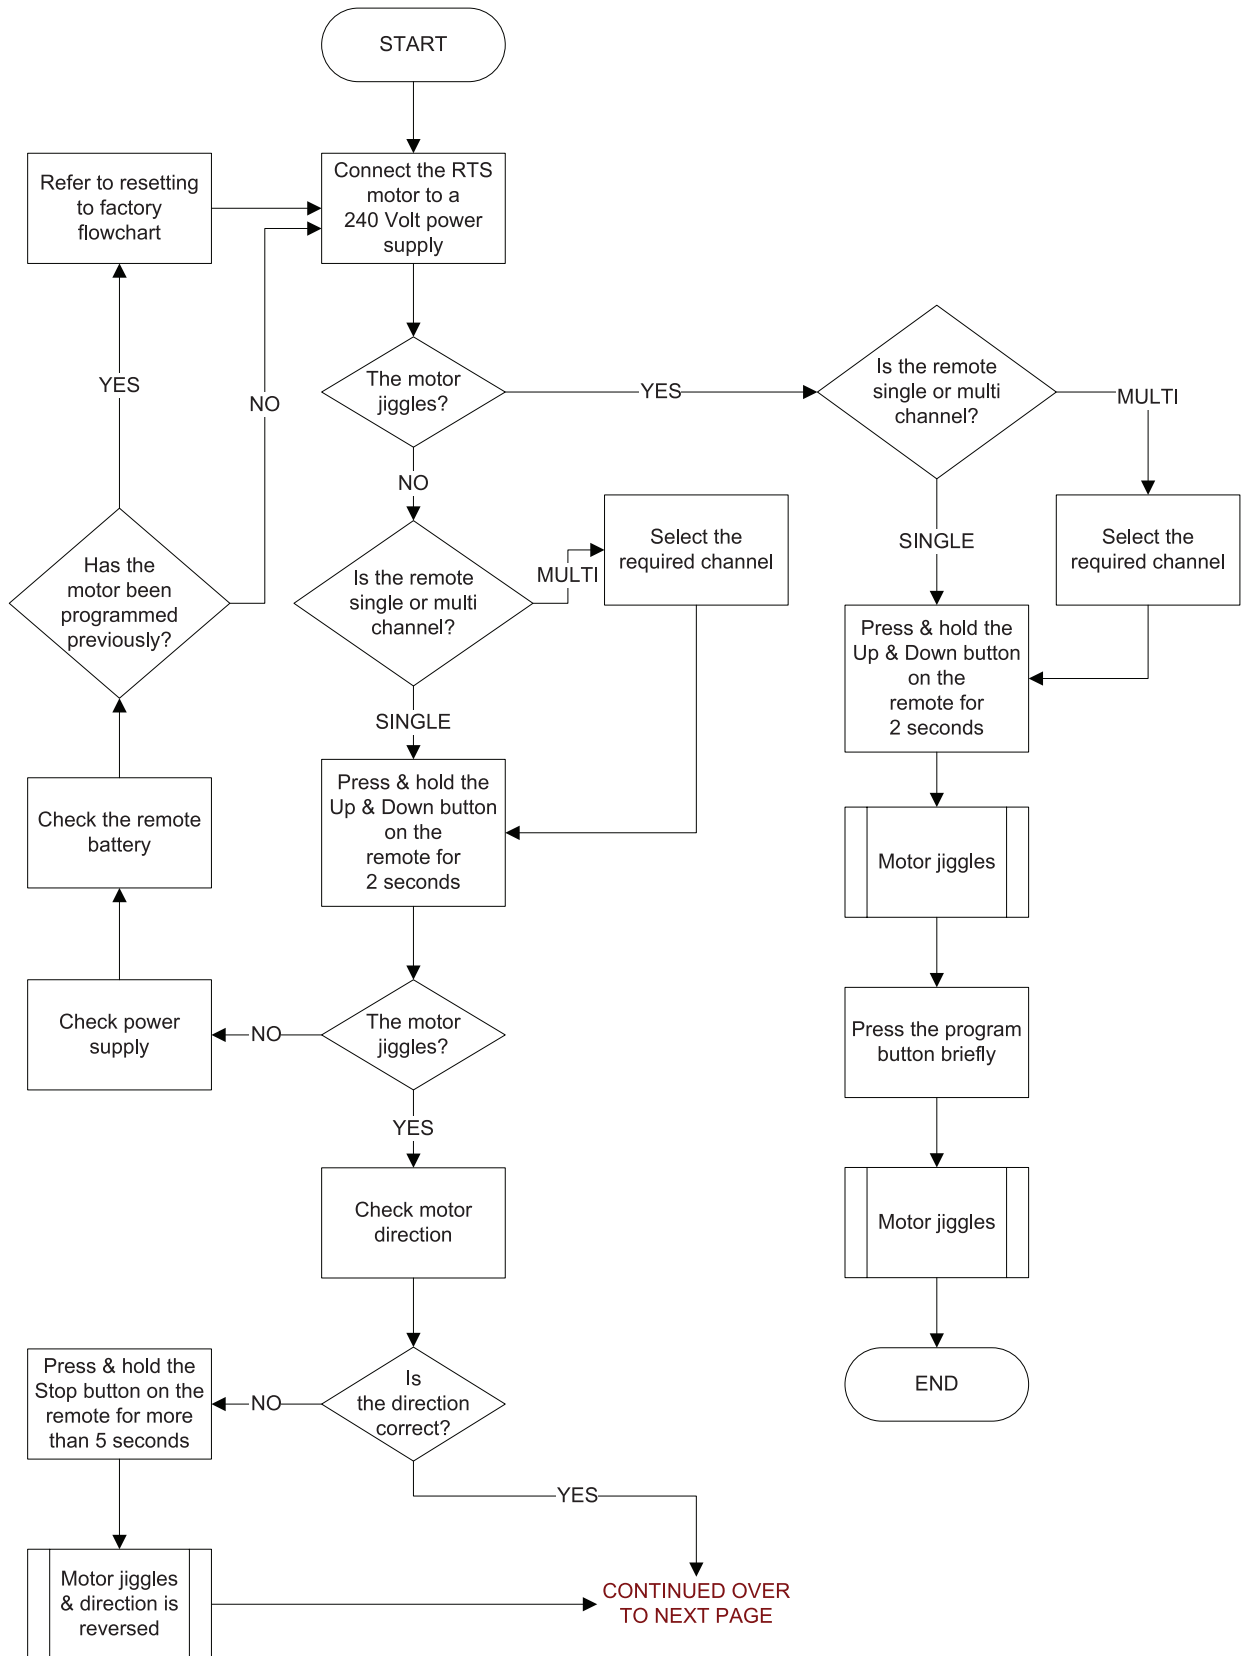 START
Refer to resetting
to factory
flowchart
Connect the RTS
motor to a
240 Volt power
supply
YES
NO
The motor
jiggles?
YES
Is the remote
single or multi
channel?
MULTI
NO
Has the
motor been
programmed
previously?
Is the remote
single or multi
channel?
MULTI
Select the
required channel
SINGLE
Select the
required channel
SINGLE
Press & hold the
Up & Down button
on the
remote for
2 seconds
Press & hold the
Up & Down button
on the
remote for
2 seconds
Check the remote
battery
Motor jiggles
Check power
supply
NO
The motor
jiggles?
Press the program
button briefly
YES
Check motor
direction
Motor jiggles
Press & hold the
Stop button on the
remote for more
than 5 seconds
NO
Is
the direction
correct?
END
YES
Motor jiggles
& direction is
reversed
CONTINUED OVER
TO NEXT PAGE